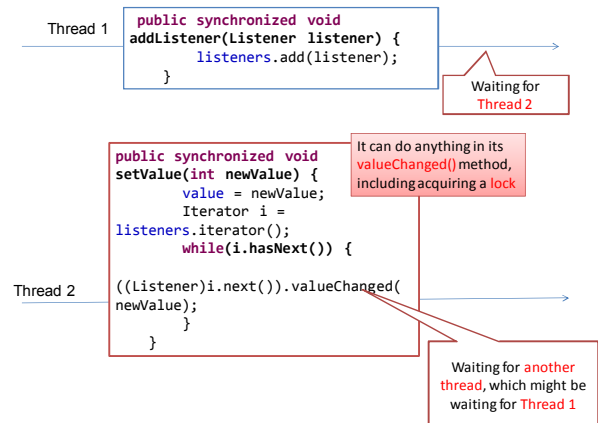 Thread 1
public synchronized void
addListener(Listener listener) {
listeners.add(listener);
}
Waiting for
Thread 2
It can do anything in its
valueChanged() method,
including acquiring a lock
public synchronized void
setValue(int newValue) {
value = newValue;
Iterator i =
listeners.iterator();
while(i.hasNext()) {
((Listener)i.next()).valueChanged(
newValue);
}
}
Thread 2
Waiting for another
thread, which might be
waiting for Thread 1